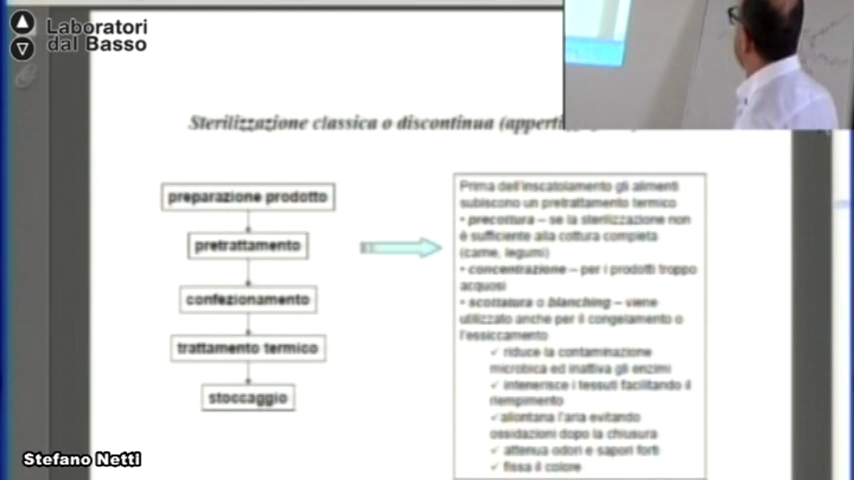 Laboratori
dal Basso
Sterilizzazione classica o discontinua
preparazione prodotto
pretrattamento
confezionamento
trattamento termico
stoccaggio
Prima dell'inscatolamento gli alimenti
subiscono un pretrattamento termico
• precottura – se la sterilizzazione non
è sufficiente alla cottura completa
(carne, legumi)
• concentrazione – per i prodotti troppo
acquosi
• scottatura o blanching – viene
utilizzato anche per il congelamento o
l'essiccamento
✓ riduce la contaminazione
microbica ed inattiva gli enzimi
✓ intenerisce i tessuti facilitando il
riempimento
✓ allontana l'aria evitando
ossidazioni dopo la chiusura
✓ attenua odori e sapori forti
✓ fissa il colore
Stefano Netti